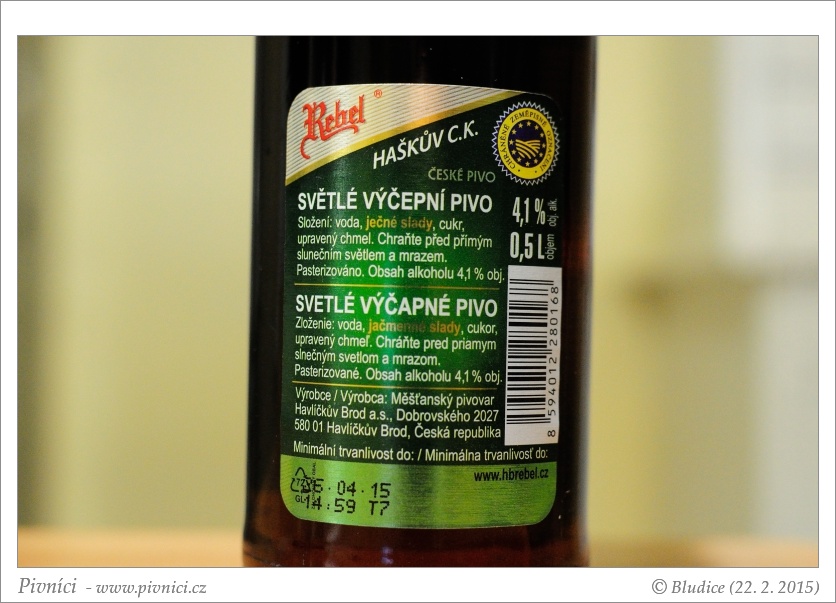 Rebel ®
HAŠKŮV C.K.
ČESKÉ PIVO
CHRÁNĚNÉ ZEMĚPISNÉ OZNAČENÍ
SVĚTLÉ VÝČEPNÍ PIVO
Složení: voda, ječné slady, cukr,
upravený chmel. Chraňte před přímým
slunečním světlem a mrazem.
Pasterizováno. Obsah alkoholu 4,1 % obj.
4,1 % obj. alk.
0,5 L objem
SVETLÉ VÝČAPNÉ PIVO
Zloženie: voda, jačmenné slady, cukor,
upravený chmeľ. Chráňte pred priamym
slnečným svetlom a mrazom.
Pasterizované. Obsah alkoholu 4,1 % obj.
Výrobce / Výrobca: Měšťanský pivovar
Havlíčkův Brod a.s., Dobrovského 2027
580 01 Havlíčkův Brod, Česká republika
8 594012 280168
Minimální trvanlivost do: / Minimálna trvanlivosť do:
www.hbrebel.cz
04·15
14:59 T7
Pivníci - www.pivnici.cz
© Bludice (22. 2. 2015)